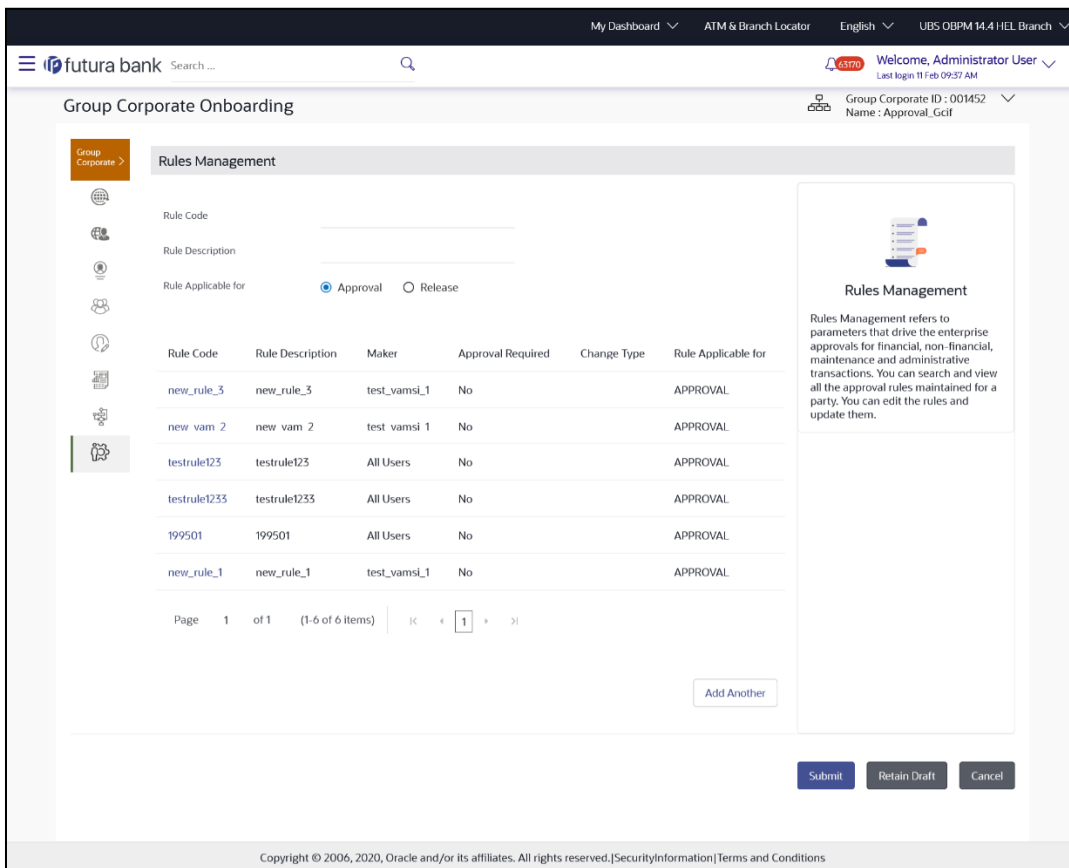 My Dashboard ATM & Branch Locator English UBS OBPM 14.4 HEL Branch
futura bank Search ... 63170 Welcome, Administrator User
Last login 11 Feb 09:37 AM
Group Corporate Onboarding
Group Corporate ID : 001452
Name : Approval_Gcif
Group
Corporate >
Rules Management
Rule Code
Rule Description
Rule Applicable for Approval Release
Rule Code Rule Description Maker Approval Required Change Type Rule Applicable for
new_rule_3 new_rule_3 test_vamsi_1 No APPROVAL
new vam 2 new vam 2 test vamsi 1 No APPROVAL
testrule123 testrule123 All Users No APPROVAL
testrule1233 testrule1233 All Users No APPROVAL
199501 199501 All Users No APPROVAL
new_rule_1 new_rule_1 test_vamsi_1 No APPROVAL
Page 1 of 1 (1-6 of 6 items) 1
Add Another
Rules Management
Rules Management refers to
parameters that drive the enterprise
approvals for financial, non-financial,
maintenance and administrative
transactions. You can search and view
all the approval rules maintained for a
party. You can edit the rules and
update them.
Submit Retain Draft Cancel
Copyright © 2006, 2020, Oracle and/or its affiliates. All rights reserved.|SecurityInformation|Terms and Conditions